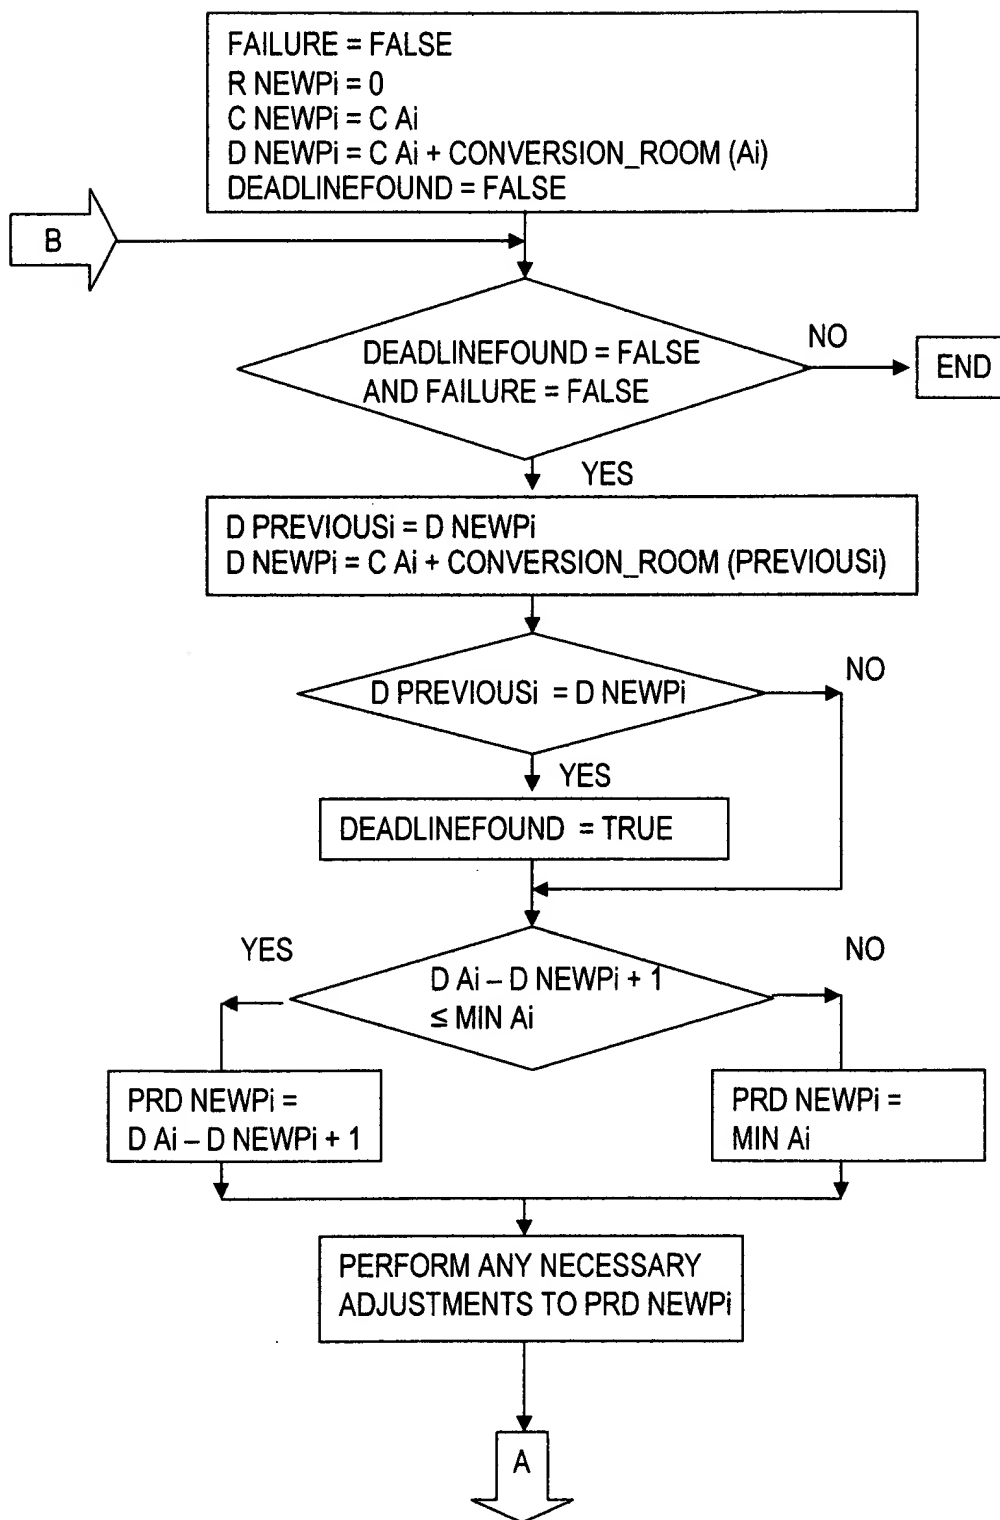 FAILURE = FALSE
R NEWPi = 0
C NEWPi = C Ai
D NEWPi = C Ai + CONVERSION_ROOM (Ai)
DEADLINEFOUND = FALSE
B
DEADLINEFOUND = FALSE
AND FAILURE = FALSE
NO
END
YES
D PREVIOUSi = D NEWPi
D NEWPi = C Ai + CONVERSION_ROOM (PREVIOUSi)
D PREVIOUSi = D NEWPi
NO
YES
DEADLINEFOUND = TRUE
YES
D Ai – D NEWPi + 1
≤ MIN Ai
NO
PRD NEWPi =
D Ai – D NEWPi + 1
PRD NEWPi =
MIN Ai
PERFORM ANY NECESSARY
ADJUSTMENTS TO PRD NEWPi
A